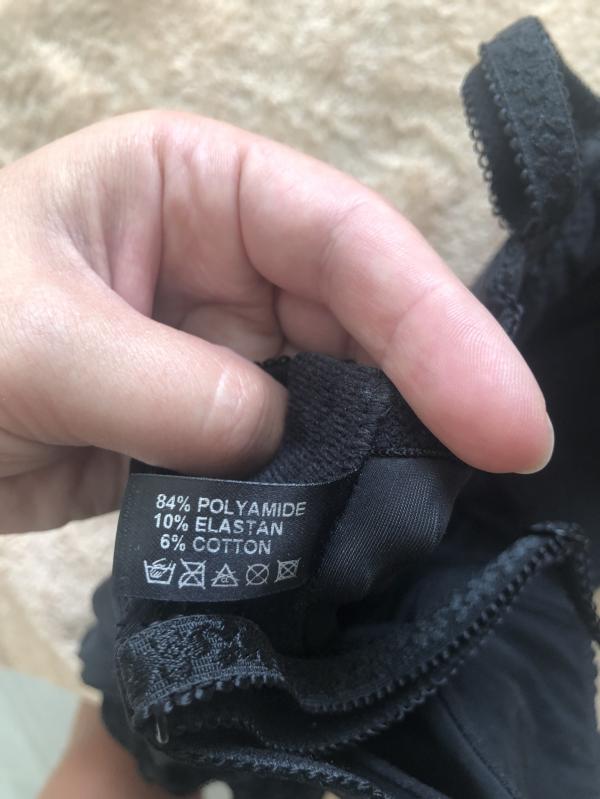 84% POLYAMIDE
10% ELASTAN
6% COTTON